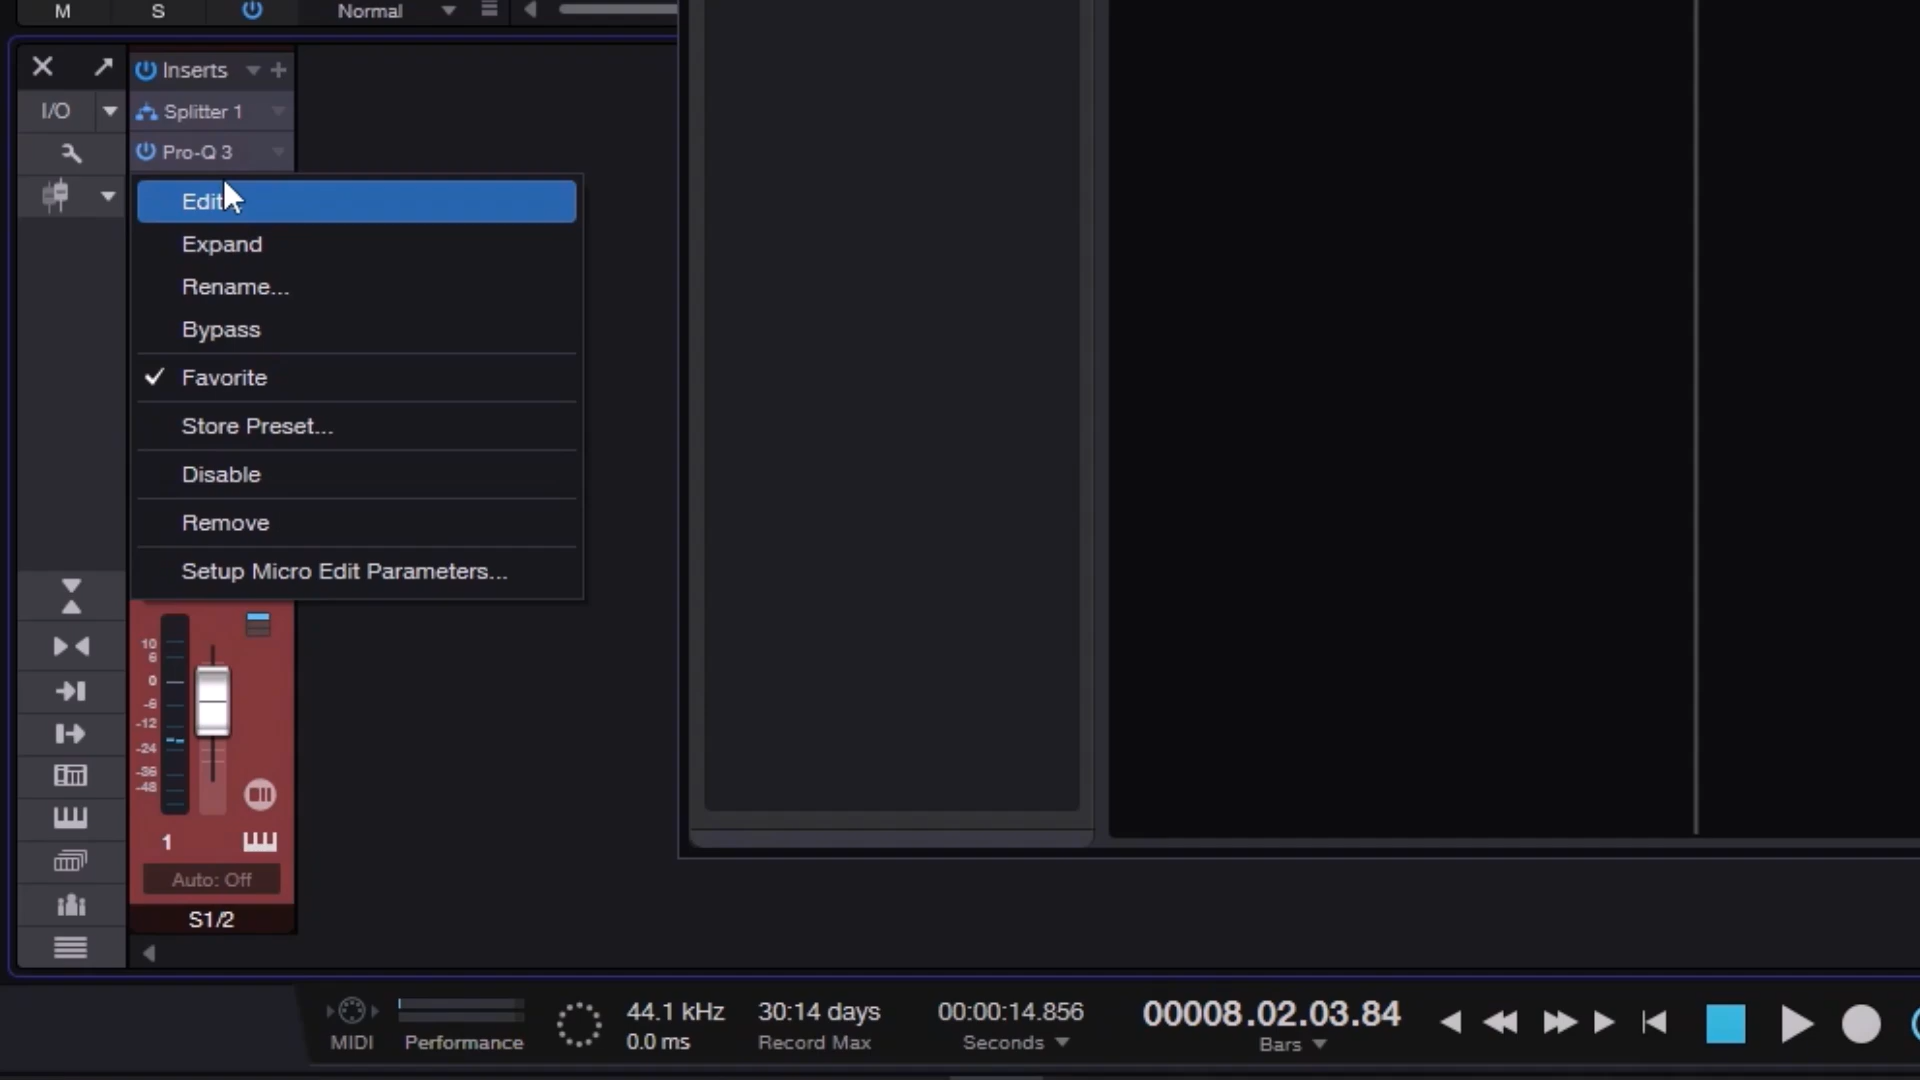 M S Normal
Inserts
I/O
Splitter 1
Pro-Q 3
Edit
Expand
Rename...
Bypass
Favorite
Store Preset...
Disable
Remove
Setup Micro Edit Parameters...
10
6
0
-6
-12
-24
-36
-48
1
Auto: Off
S1/2
44.1 kHz 30:14 days 00:00:14.856 00008.02.03.84
MIDI Performance 0.0 ms Record Max Seconds Bars